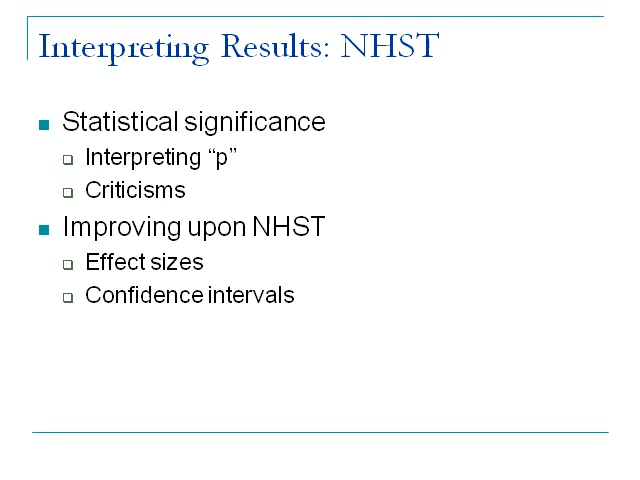 Interpreting Results: NHST
Statistical significance
Interpreting “p”
Criticisms
Improving upon NHST
Effect sizes
Confidence intervals